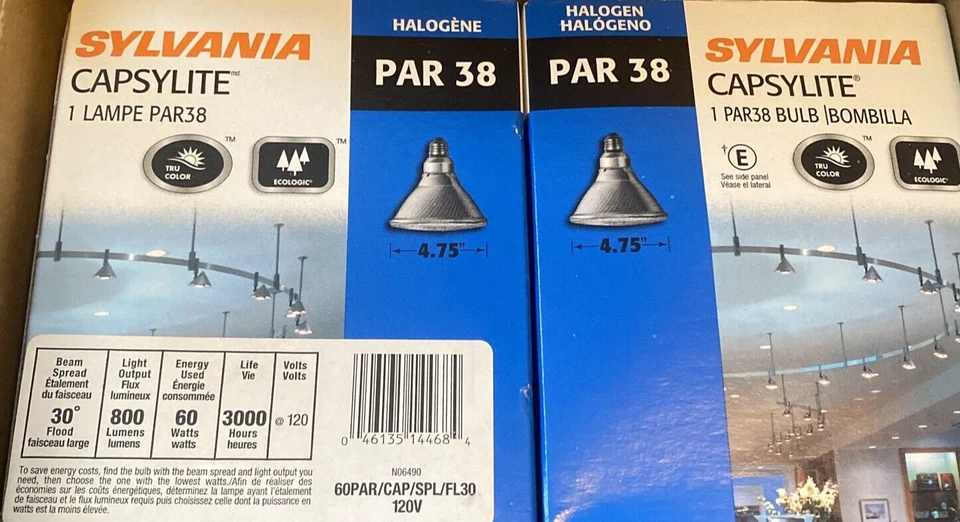 HALOGÈNE
SYLVANIA
CAPSYLITE md
PAR 38
1 LAMPE PAR38
TRU
COLOR
TM
ECOLOGIC®
TM
4.75"
Beam
Spread
Étalement
du faisceau
30°
Flood
faisceau large
Light
Output
Flux
lumineux
800
Lumens
lumens
Energy
Used
Énergie
consommée
60
Watts
watts
Life
Vie
3000
Hours
heures
Volts
Volts
@ 120
To save energy costs, find the bulb with the beam spread and light output you
need, then choose the one with the lowest watts./Afin de réaliser des
économies sur les coûts énergétiques, déterminez la lampe ayant l'étalement
de faisceau et le flux lumineux requis puis choisissez celle dont la puissance en
watts est la moins élevée.
0 46135 14468 4
N06490
60PAR/CAP/SPL/FL30
120V
HALOGEN
HALÓGENO
PAR 38
4.75"
SYLVANIA
CAPSYLITE®
1 PAR38 BULB |BOMBILLA
† E
See side panel
Véase el lateral
TRU
COLOR
TM
ECOLOGIC®